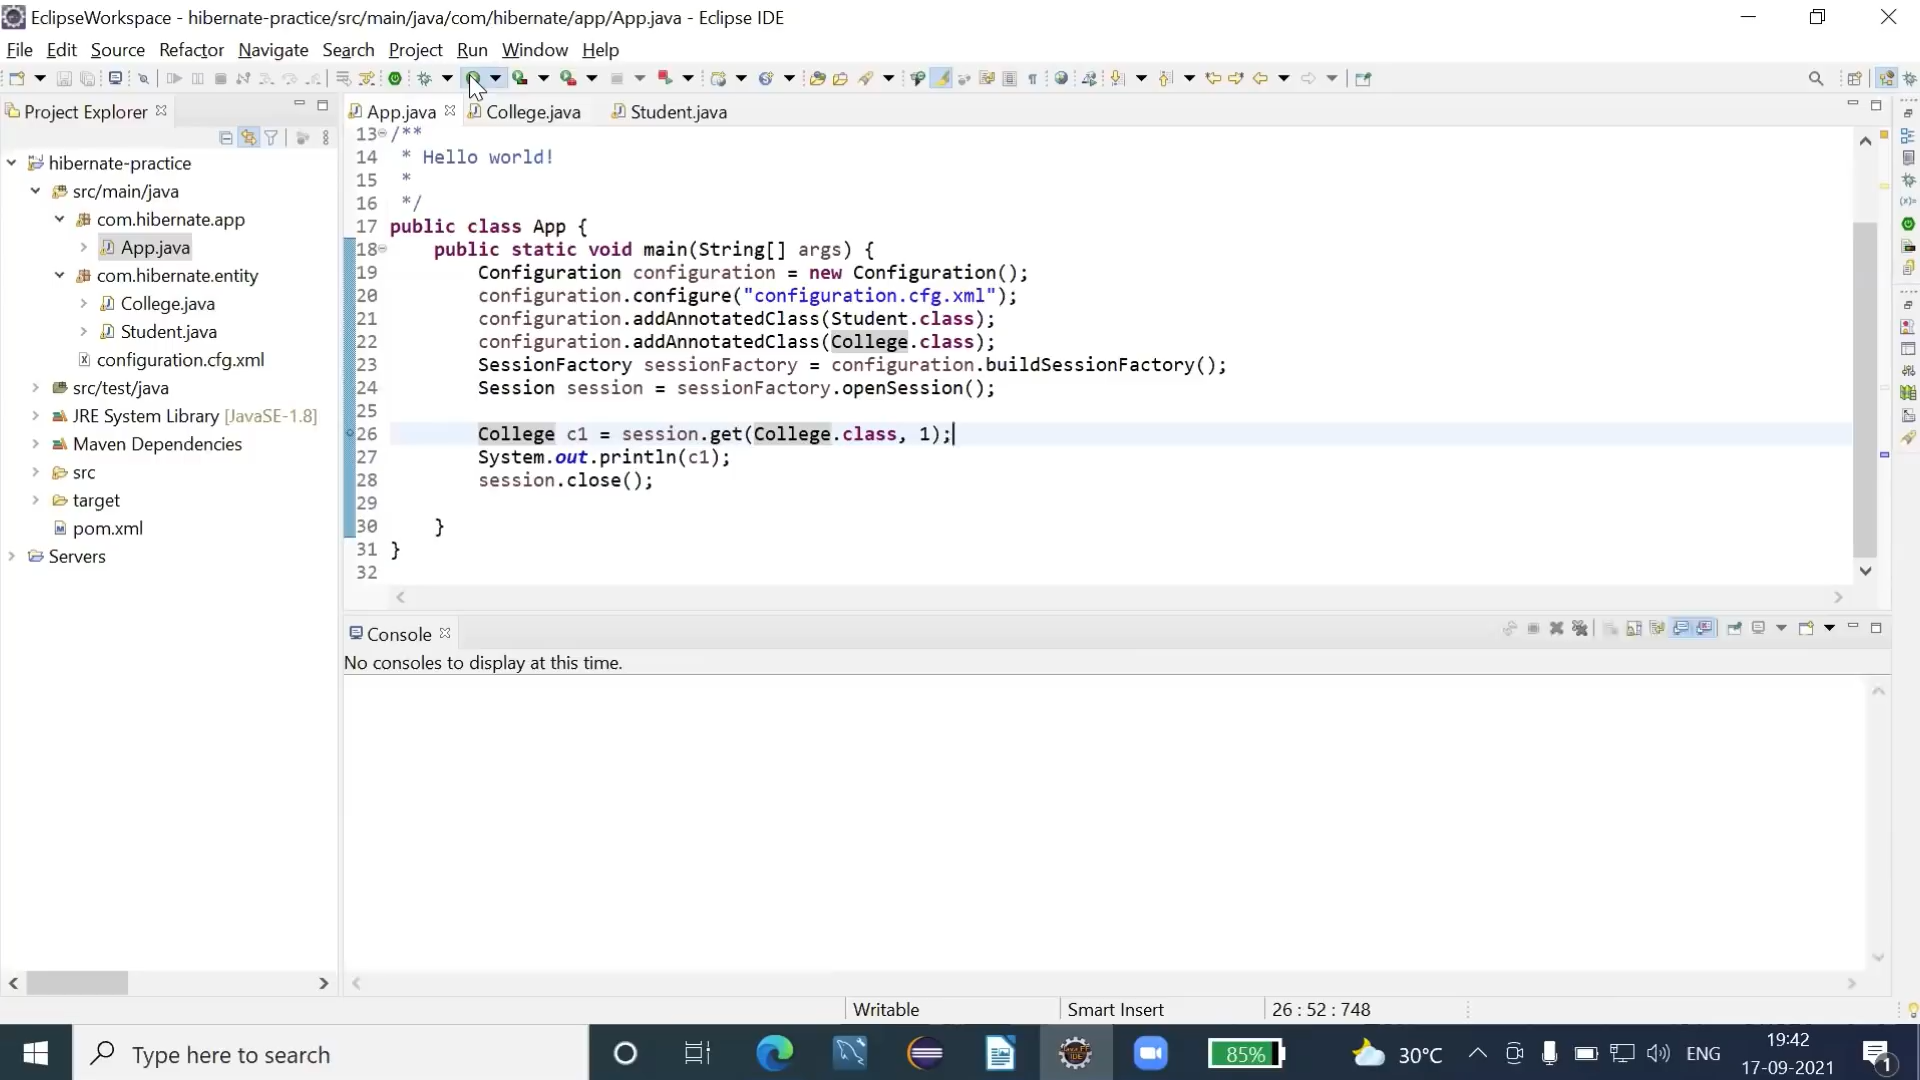 EclipseWorkspace - hibernate-practice/src/main/java/com/hibernate/app/App.java - Eclipse IDE
File Edit Source Refactor Navigate Search Project Run Window Help
Project Explorer
hibernate-practice
src/main/java
com.hibernate.app
App.java
com.hibernate.entity
College.java
Student.java
configuration.cfg.xml
src/test/java
JRE System Library [JavaSE-1.8]
Maven Dependencies
src
target
pom.xml
Servers
App.java College.java Student.java
13 /**
14 * Hello world!
15 *
16 */
17 public class App {
18 public static void main(String[] args) {
19 Configuration configuration = new Configuration();
20 configuration.configure("configuration.cfg.xml");
21 configuration.addAnnotatedClass(Student.class);
22 configuration.addAnnotatedClass(College.class);
23 SessionFactory sessionFactory = configuration.buildSessionFactory();
24 Session session = sessionFactory.openSession();
25
26 College c1 = session.get(College.class, 1);
27 System.out.println(c1);
28 session.close();
29
30 }
31 }
32
Console
No consoles to display at this time.
Writable Smart Insert 26 : 52 : 748
Type here to search
85%
30°C
ENG
19:42
17-09-2021
1